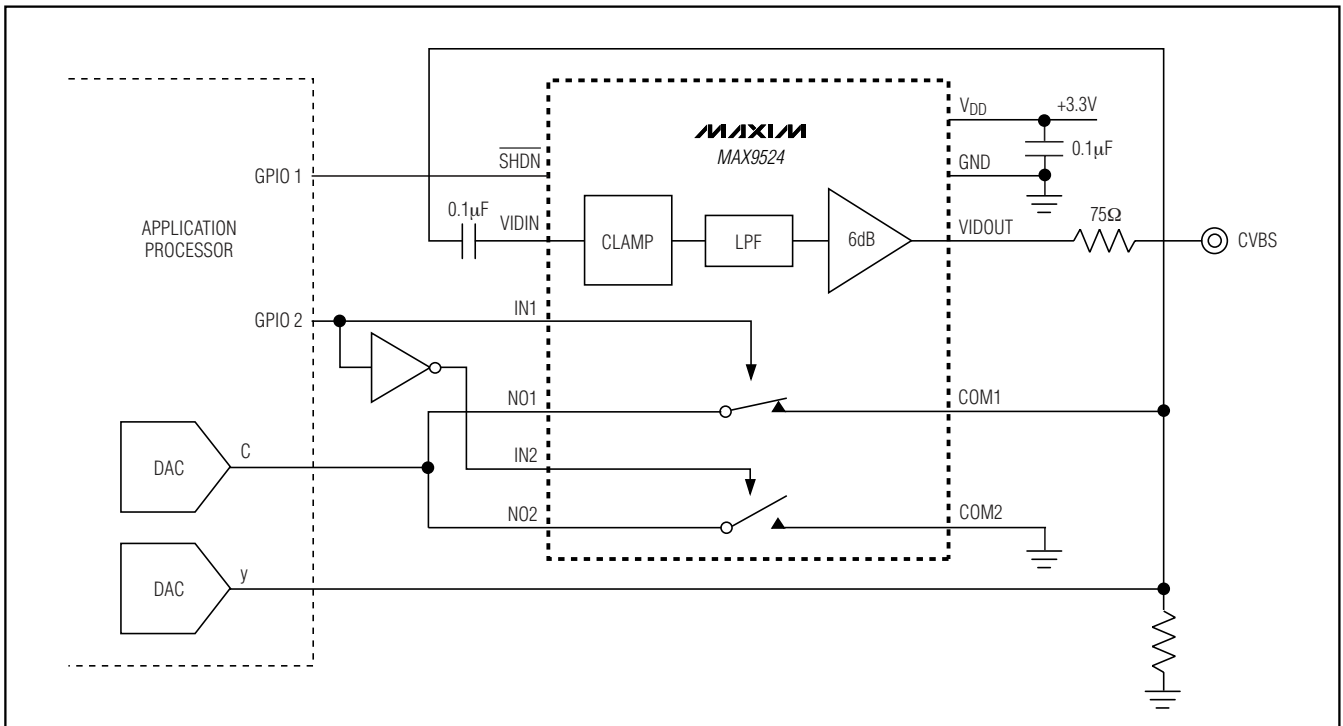 MAXIM
MAX9524
VDD
+3.3V
0.1µF
GND
SHDN
GPIO 1
APPLICATION
PROCESSOR
0.1µF
VIDIN
CLAMP
LPF
6dB
VIDOUT
75Ω
CVBS
GPIO 2
IN1
NO1
COM1
DAC
C
IN2
NO2
COM2
DAC
y